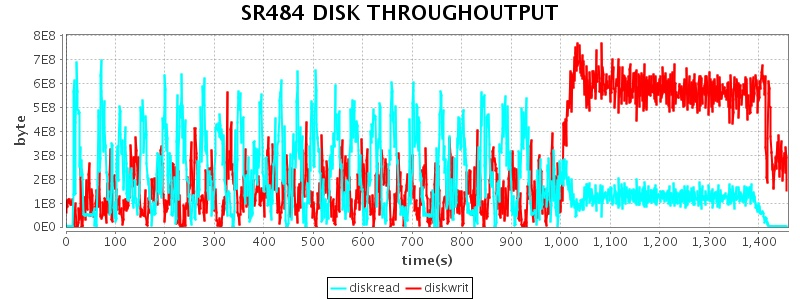 SR484 DISK THROUGHOUTPUT
8E8
7E8
6E8
5E8
4E8
3E8
2E8
1E8
0E0
byte
0 100 200 300 400 500 600 700 800 900 1,000 1,100 1,200 1,300 1,400
time(s)
diskread diskwrit